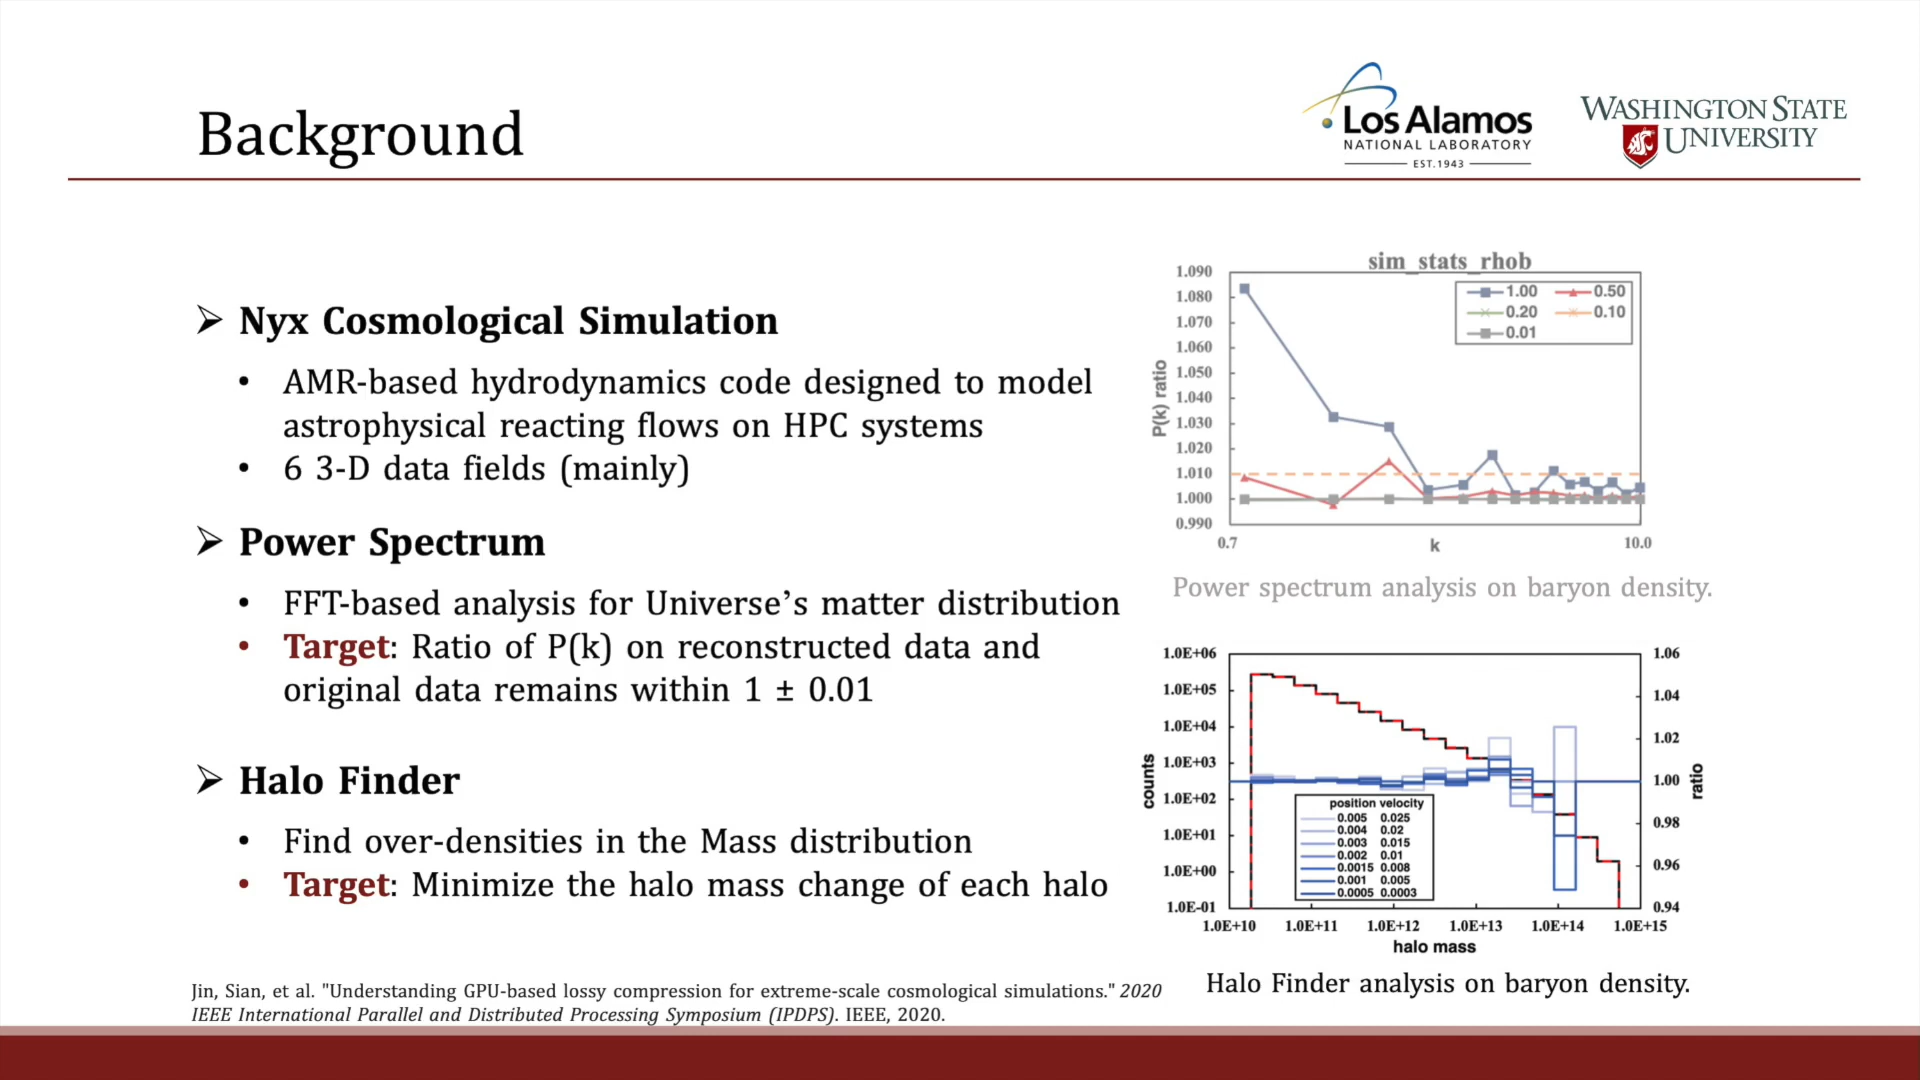 Background
Los Alamos
NATIONAL LABORATORY
EST.1943
WASHINGTON STATE
UNIVERSITY
➢ Nyx Cosmological Simulation
• AMR-based hydrodynamics code designed to model
astrophysical reacting flows on HPC systems
• 6 3-D data fields (mainly)
➢ Power Spectrum
• FFT-based analysis for Universe’s matter distribution
• Target: Ratio of P(k) on reconstructed data and
original data remains within 1 ± 0.01
➢ Halo Finder
• Find over-densities in the Mass distribution
• Target: Minimize the halo mass change of each halo
Jin, Sian, et al. "Understanding GPU-based lossy compression for extreme-scale cosmological simulations." 2020
IEEE International Parallel and Distributed Processing Symposium (IPDPS). IEEE, 2020.
sim_stats_rhob
1.00 0.50
0.20 0.10
0.01
P(k) ratio
1.090
1.080
1.070
1.060
1.050
1.040
1.030
1.020
1.010
1.000
0.990
0.7 k 10.0
Power spectrum analysis on baryon density.
counts
1.0E+06
1.0E+05
1.0E+04
1.0E+03
1.0E+02
1.0E+01
1.0E+00
1.0E-01
position velocity
0.005 0.025
0.004 0.02
0.003 0.015
0.002 0.01
0.0015 0.008
0.001 0.005
0.0005 0.0003
1.06
1.04
1.02
1.00
0.98
0.96
0.94
ratio
1.0E+10 1.0E+11 1.0E+12 1.0E+13 1.0E+14 1.0E+15
halo mass
Halo Finder analysis on baryon density.